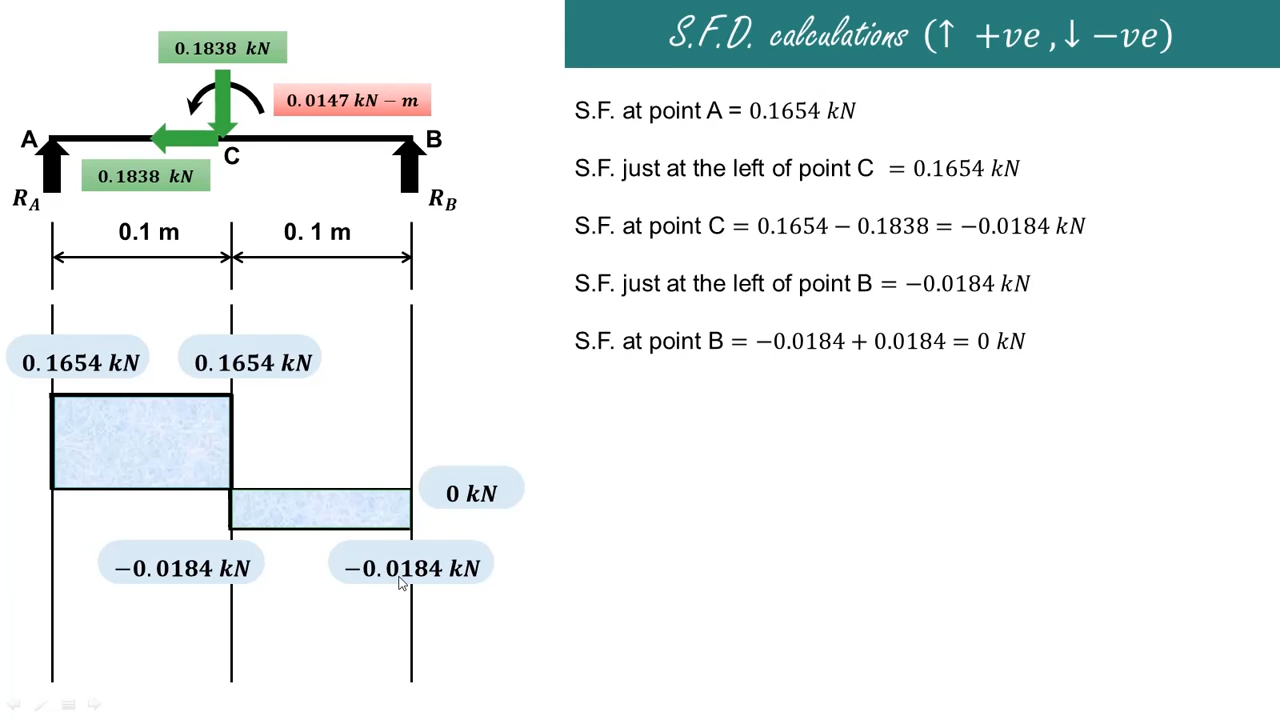 S.F.D. calculations (↑ +ve ,↓ −ve)
0.1838 kN
0.0147 kN − m
A
B
C
0.1838 kN
R_A
R_B
0.1 m
0. 1 m
0. 1654 kN
0. 1654 kN
0 kN
−0. 0184 kN
−0. 0184 kN
S.F. at point A = 0.1654 kN
S.F. just at the left of point C = 0.1654 kN
S.F. at point C = 0.1654 − 0.1838 = −0.0184 kN
S.F. just at the left of point B = −0.0184 kN
S.F. at point B = −0.0184 + 0.0184 = 0 kN